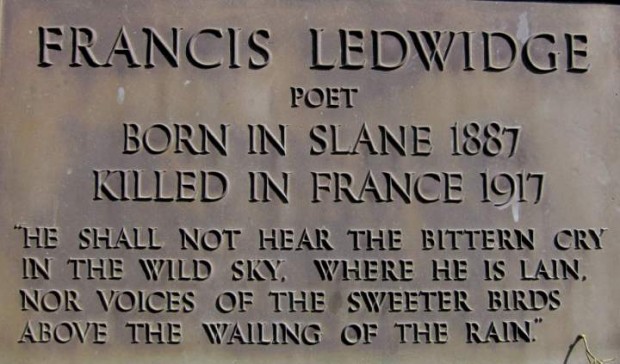 FRANCIS LEDWIDGE
POET
BORN IN SLANE 1887
KILLED IN FRANCE 1917
"HE SHALL NOT HEAR THE BITTERN CRY
IN THE WILD SKY, WHERE HE IS LAIN,
NOR VOICES OF THE SWEETER BIRDS
ABOVE THE WAILING OF THE RAIN."